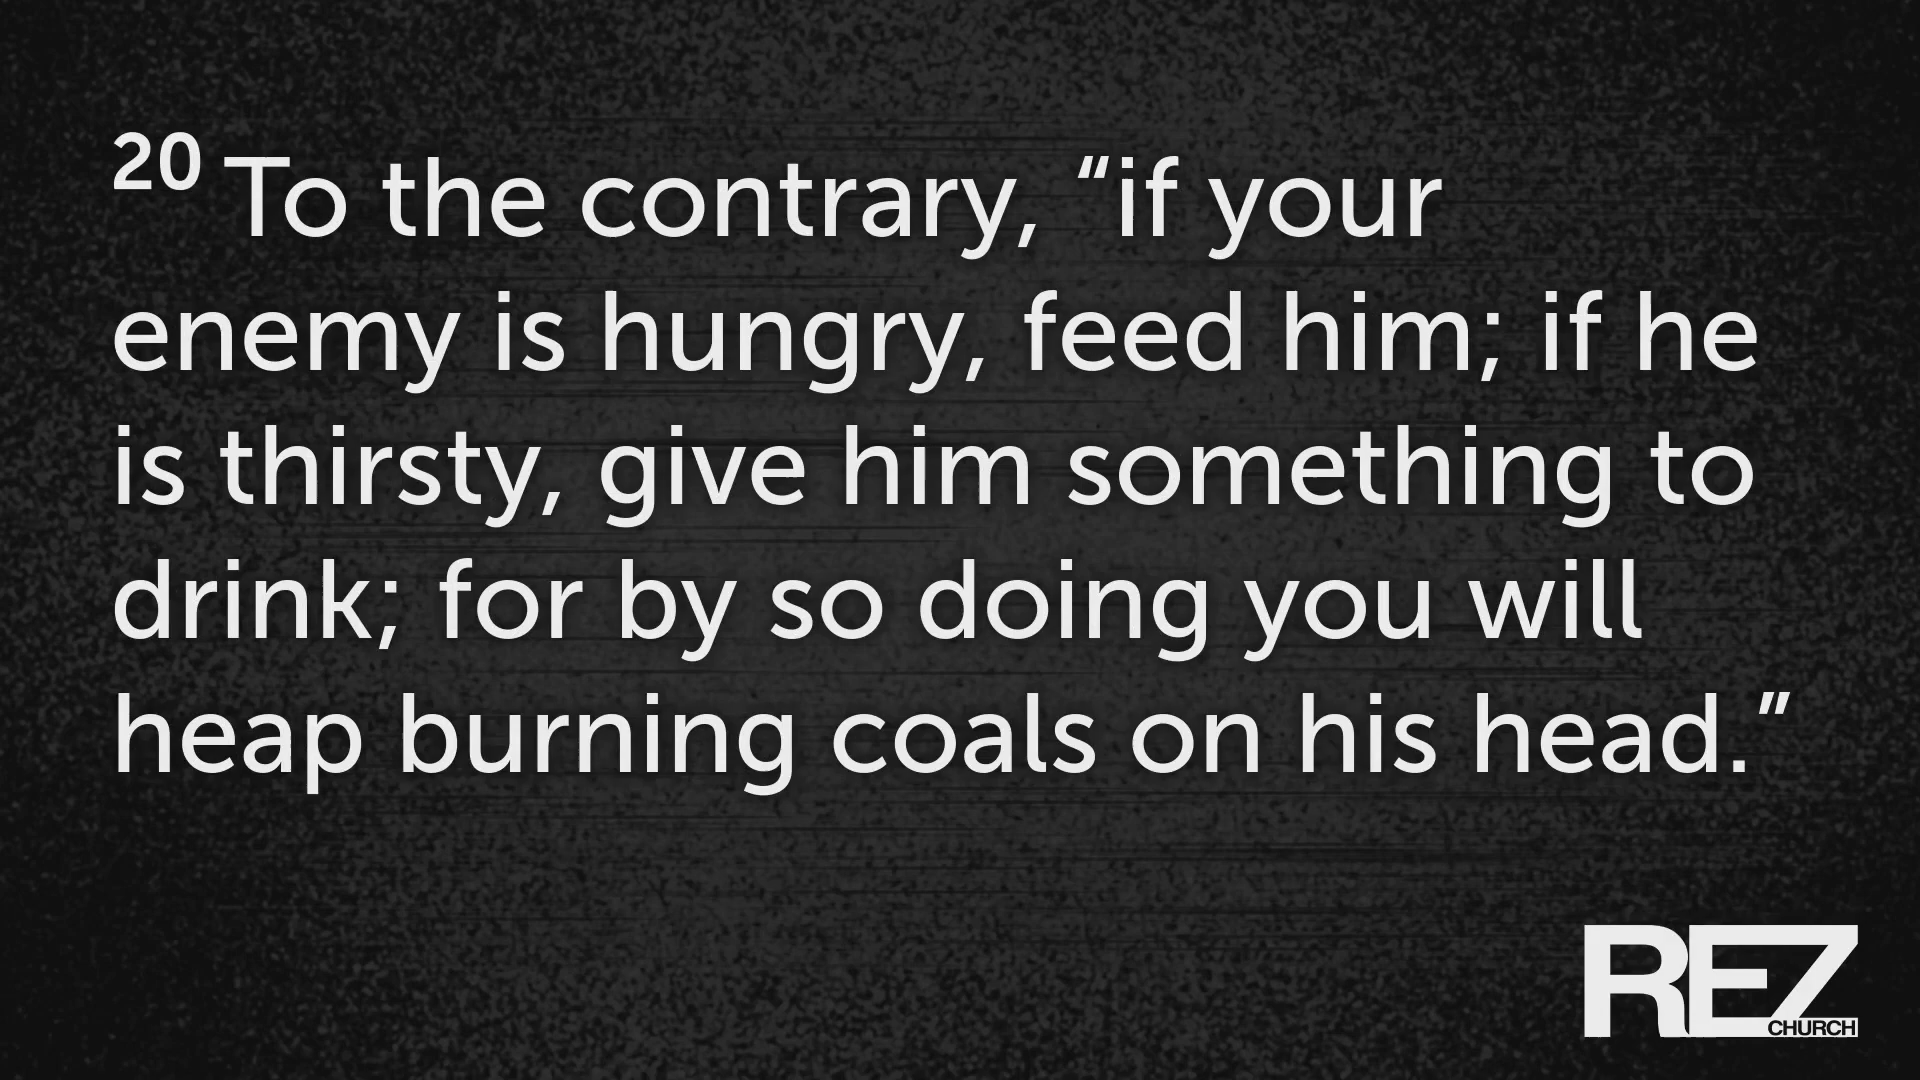 20 To the contrary, “if your
enemy is hungry, feed him; if he
is thirsty, give him something to
drink; for by so doing you will
heap burning coals on his head.”
REZ
CHURCH